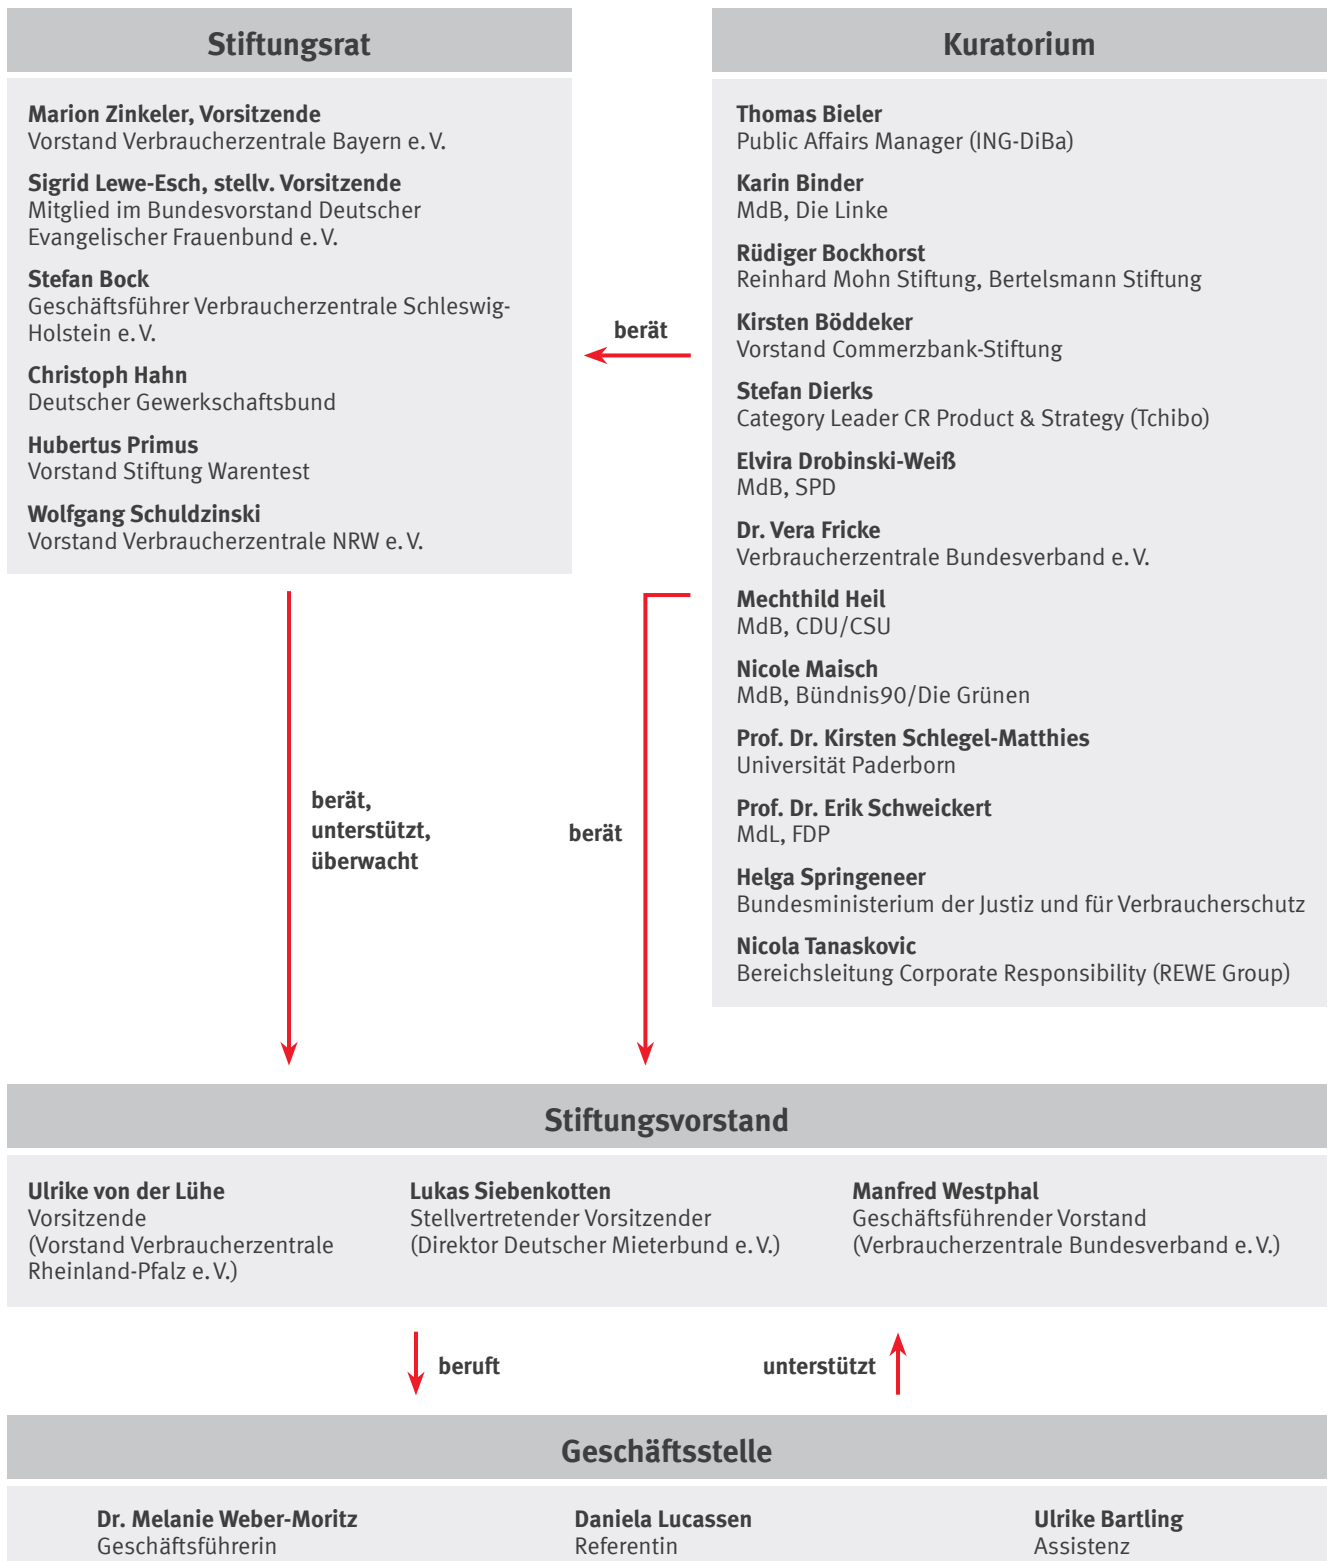 Stiftungsrat
Marion Zinkeler, Vorsitzende
Vorstand Verbraucherzentrale Bayern e. V.
Sigrid Lewe-Esch, stellv. Vorsitzende
Mitglied im Bundesvorstand Deutscher
Evangelischer Frauenbund e. V.
Stefan Bock
Geschäftsführer Verbraucherzentrale Schleswig-
Holstein e. V.
Christoph Hahn
Deutscher Gewerkschaftsbund
Hubertus Primus
Vorstand Stiftung Warentest
Wolfgang Schuldzinski
Vorstand Verbraucherzentrale NRW e. V.
berät
Kuratorium
Thomas Bieler
Public Affairs Manager (ING-DiBa)
Karin Binder
MdB, Die Linke
Rüdiger Bockhorst
Reinhard Mohn Stiftung, Bertelsmann Stiftung
Kirsten Böddeker
Vorstand Commerzbank-Stiftung
Stefan Dierks
Category Leader CR Product & Strategy (Tchibo)
Elvira Drobinski-Weiß
MdB, SPD
Dr. Vera Fricke
Verbraucherzentrale Bundesverband e. V.
Mechthild Heil
MdB, CDU/CSU
Nicole Maisch
MdB, Bündnis90/Die Grünen
Prof. Dr. Kirsten Schlegel-Matthies
Universität Paderborn
Prof. Dr. Erik Schweickert
MdL, FDP
Helga Springeneer
Bundesministerium der Justiz und für Verbraucherschutz
Nicola Tanaskovic
Bereichsleitung Corporate Responsibility (REWE Group)
berät,
unterstützt,
überwacht
berät
Stiftungsvorstand
Ulrike von der Lühe
Vorsitzende
(Vorstand Verbraucherzentrale
Rheinland-Pfalz e. V.)
Lukas Siebenkotten
Stellvertretender Vorsitzender
(Direktor Deutscher Mieterbund e. V.)
Manfred Westphal
Geschäftsführender Vorstand
(Verbraucherzentrale Bundesverband e. V.)
beruft
unterstützt
Geschäftsstelle
Dr. Melanie Weber-Moritz
Geschäftsführerin
Daniela Lucassen
Referentin
Ulrike Bartling
Assistenz